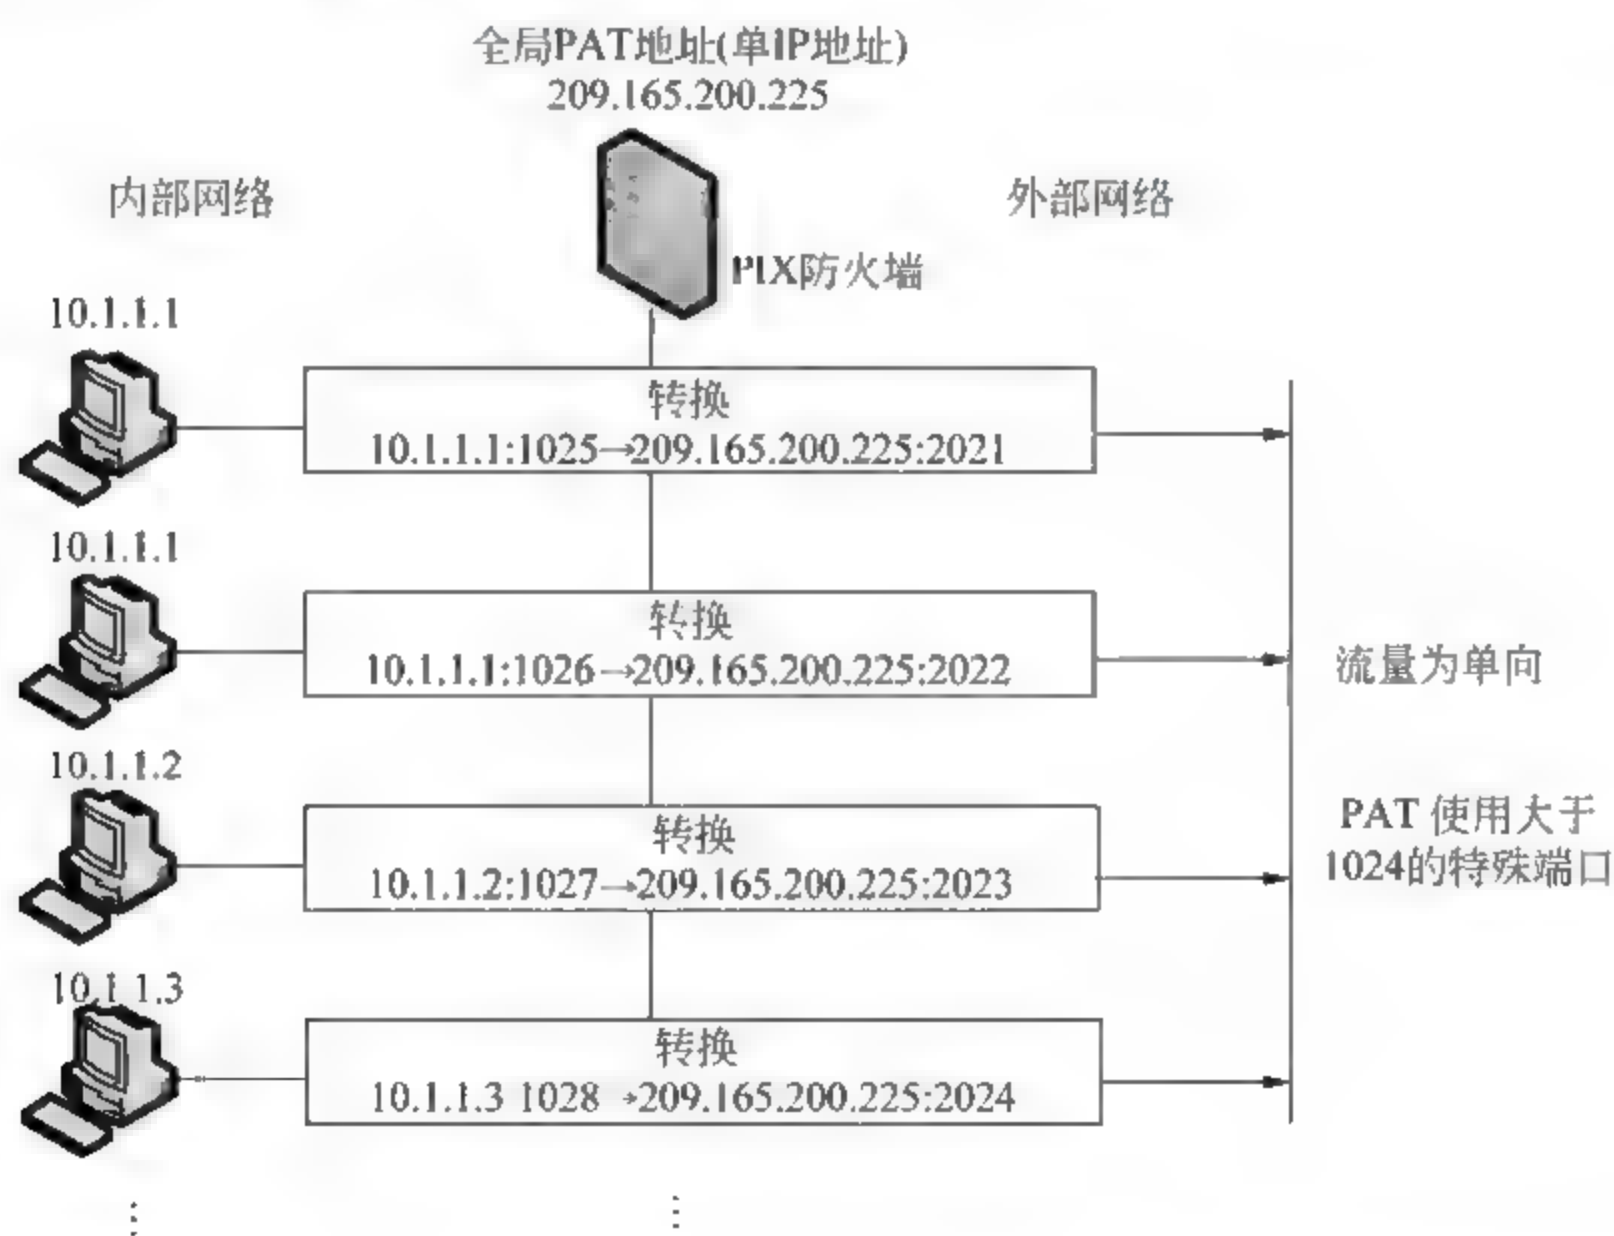 全局PAT地址(单IP地址)
209.165.200.225
内部网络
外部网络
PIX防火端
10.1.1.1
转换
10.1.1.1:1025→209.165.200.225:2021
10.1.1.1
转换
10.1.1.1:1026→209.165.200.225:2022
流量为单向
10.1.1.2
转换
10.1.1.2:1027→209.165.200.225:2023
PAT 使用大于
1024的特殊端口
10.1 1.3
转换
10.1.1.3 1028→209.165.200.225:2024
⋮
⋮